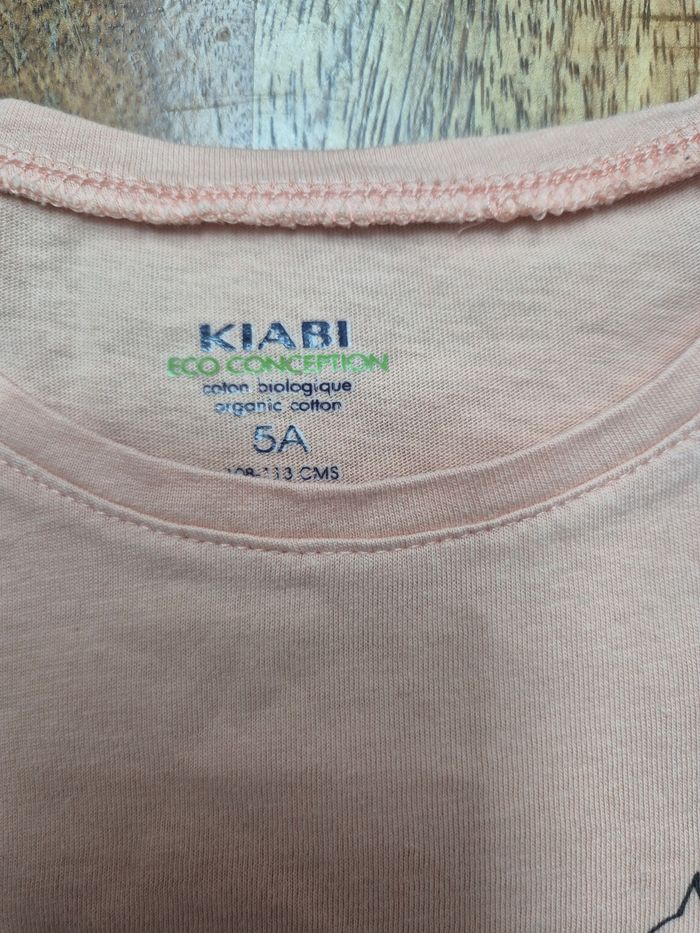 KIABI
ECO CONCEPTION
coton biologique
organic cotton
5A
108-113 CMS